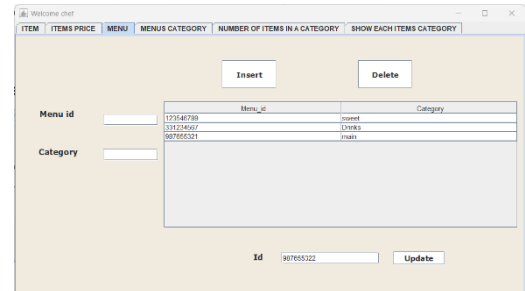 Welcome chef
ITEM ITEMS PRICE MENU MENUS CATEGORY NUMBER OF ITEMS IN A CATEGORY SHOW EACH ITEMS CATEGORY
Insert Delete
Menu id
Category
Menu_id Category
123546789 sweet
331234567 Drinks
987655321 main
Id 987655322 Update